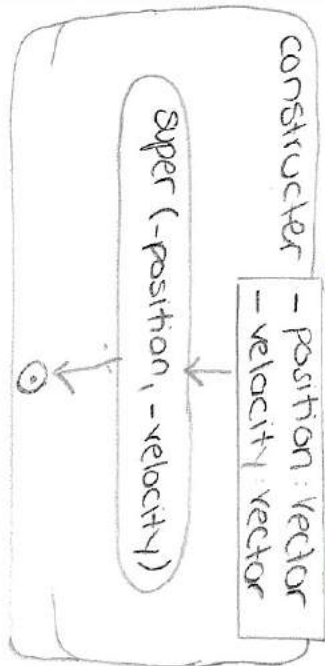 constructer
- position : vector
- velocity : vector
super (-position, -velocity)